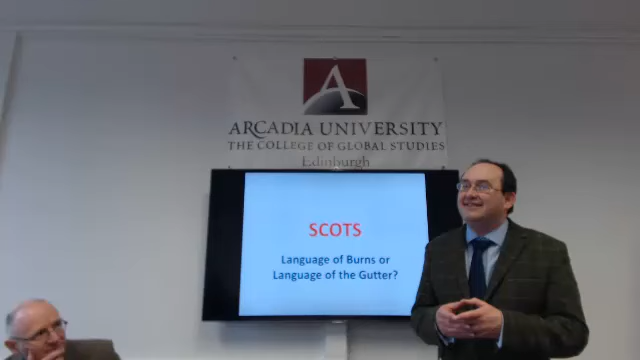 A
ARCADIA UNIVERSITY
THE COLLEGE OF GLOBAL STUDIES
Edinburgh
SCOTS
Language of Burns or
Language of the Gutter?